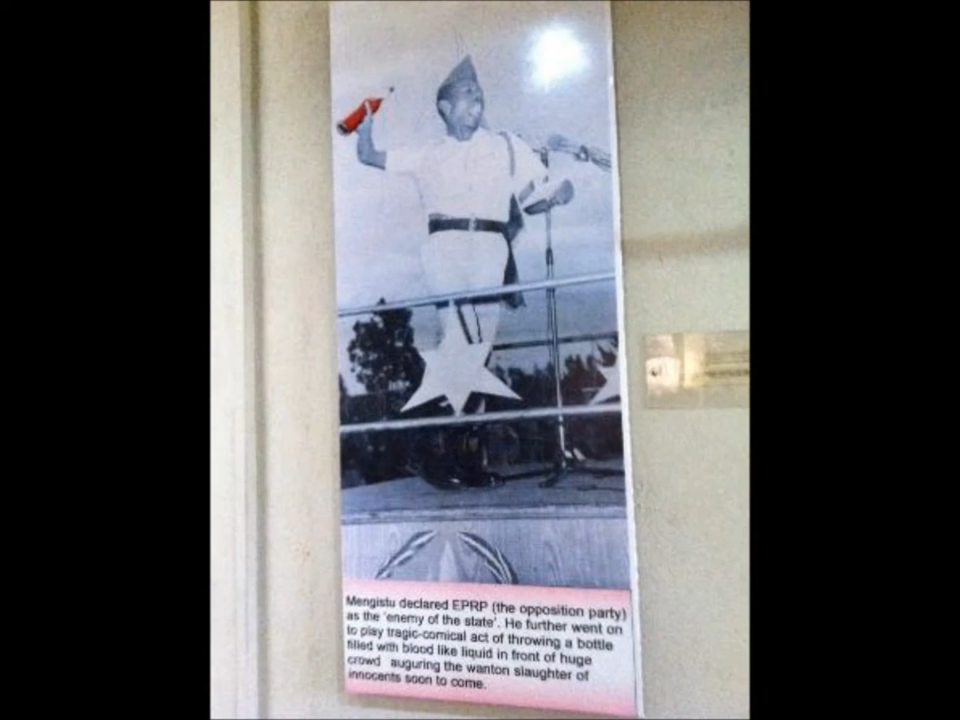 Mengistu declared EPRP (the opposition party)
as the 'enemy of the state'. He further went on
to play tragic-comical act of throwing a bottle
filled with blood like liquid in front of huge
crowd auguring the wanton slaughter of
innocents soon to come.